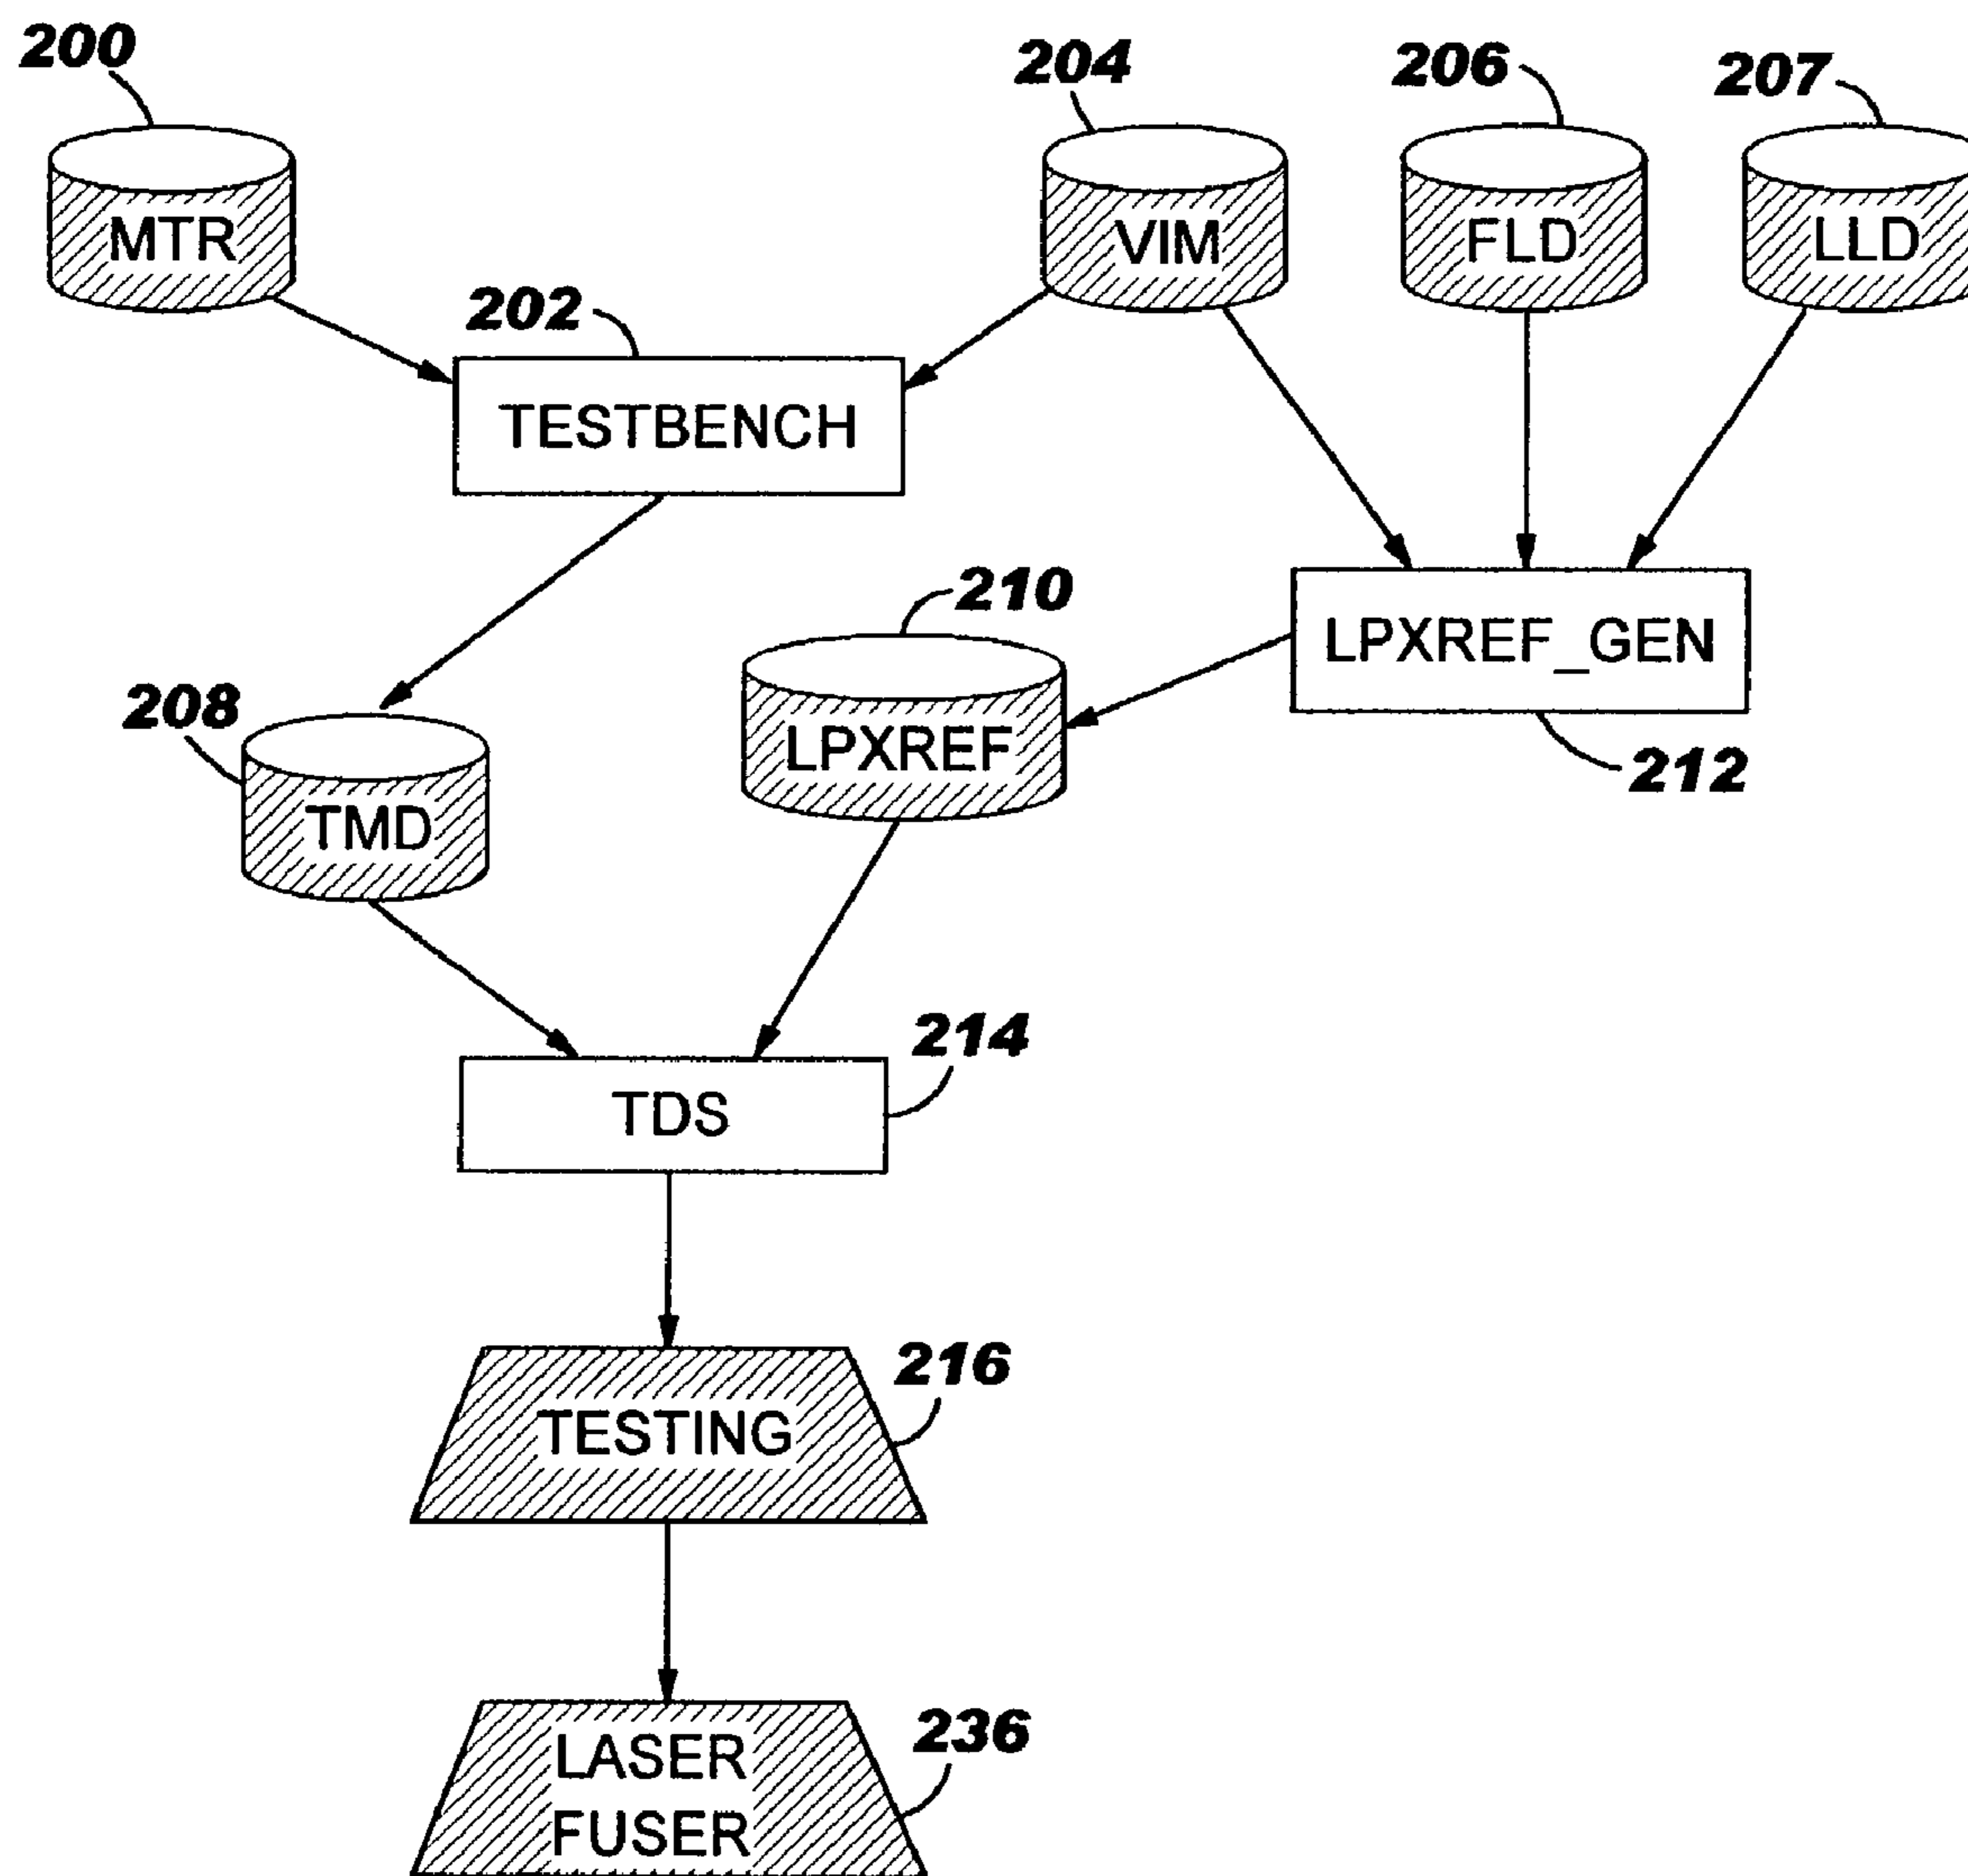 200
204
206
207
MTR
VIM
FLD
LLD
202
TESTBENCH
210
LPXREF_GEN
208
LPXREF
212
TMD
214
TDS
216
TESTING
236
LASER
FUSER